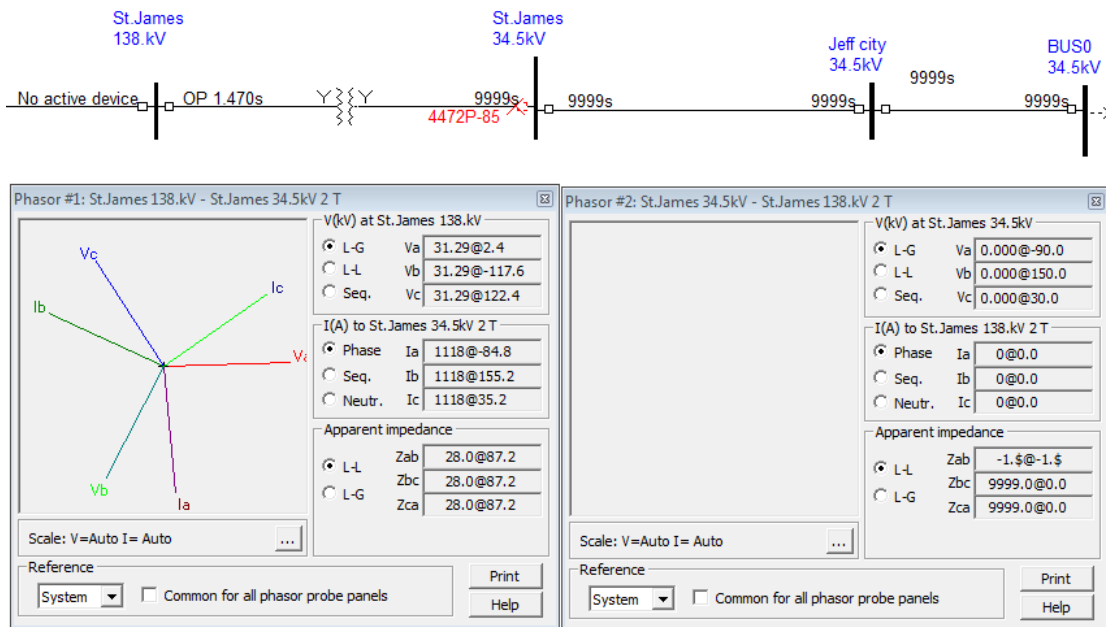 St.James
138.kV
St.James
34.5kV
Jeff city
34.5kV
BUS0
34.5kV
9999s
No active device
OP 1.470s
9999s
9999s
9999s
9999s
4472P-85
Phasor #1: St.James 138.kV - St.James 34.5kV 2 T
V(kV) at St.James 138.kV
L-G Va 31.29@2.4
L-L Vb 31.29@-117.6
Seq. Vc 31.29@122.4
I(A) to St.James 34.5kV 2 T
Phase Ia 1118@-84.8
Seq. Ib 1118@155.2
Neutr. Ic 1118@35.2
Apparent impedance
Zab 28.0@87.2
L-L
Zbc 28.0@87.2
L-G
Zca 28.0@87.2
Vc
Ic
Ib
Va
Vb
Ia
Scale: V=Auto I= Auto
...
Reference
System
Common for all phasor probe panels
Print
Help
Phasor #2: St.James 34.5kV - St.James 138.kV 2 T
V(kV) at St.James 34.5kV
L-G Va 0.000@-90.0
L-L Vb 0.000@150.0
Seq. Vc 0.000@30.0
I(A) to St.James 138.kV 2 T
Phase Ia 0@0.0
Seq. Ib 0@0.0
Neutr. Ic 0@0.0
Apparent impedance
Zab -1.$@-1.$
L-L
Zbc 9999.0@0.0
L-G
Zca 9999.0@0.0
Scale: V=Auto I= Auto
...
Reference
System
Common for all phasor probe panels
Print
Help